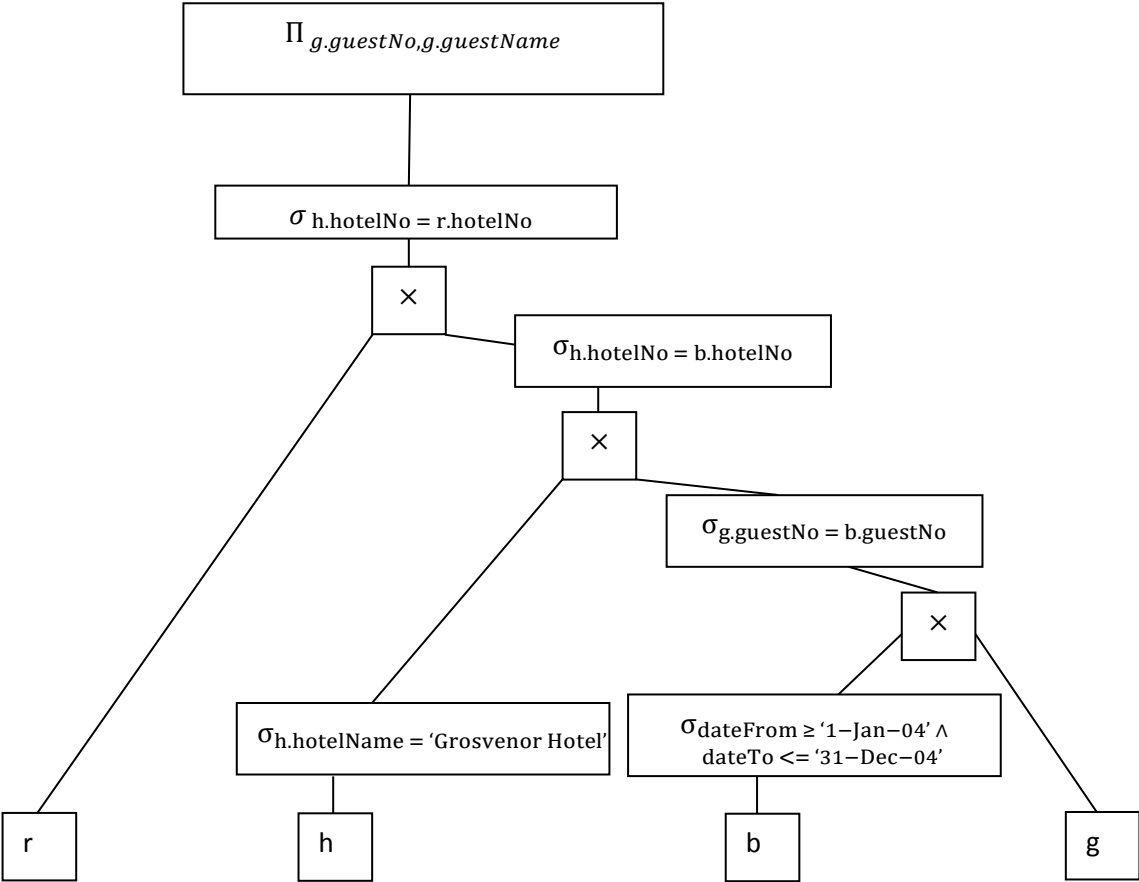 Π g.guestNo,g.guestName
σ h.hotelNo = r.hotelNo
×
σh.hotelNo = b.hotelNo
×
σg.guestNo = b.guestNo
×
σh.hotelName = ‘Grosvenor Hotel’
σdateFrom ≥ ‘1−Jan−04’ ∧
dateTo <= ‘31−Dec−04’
r
h
b
g